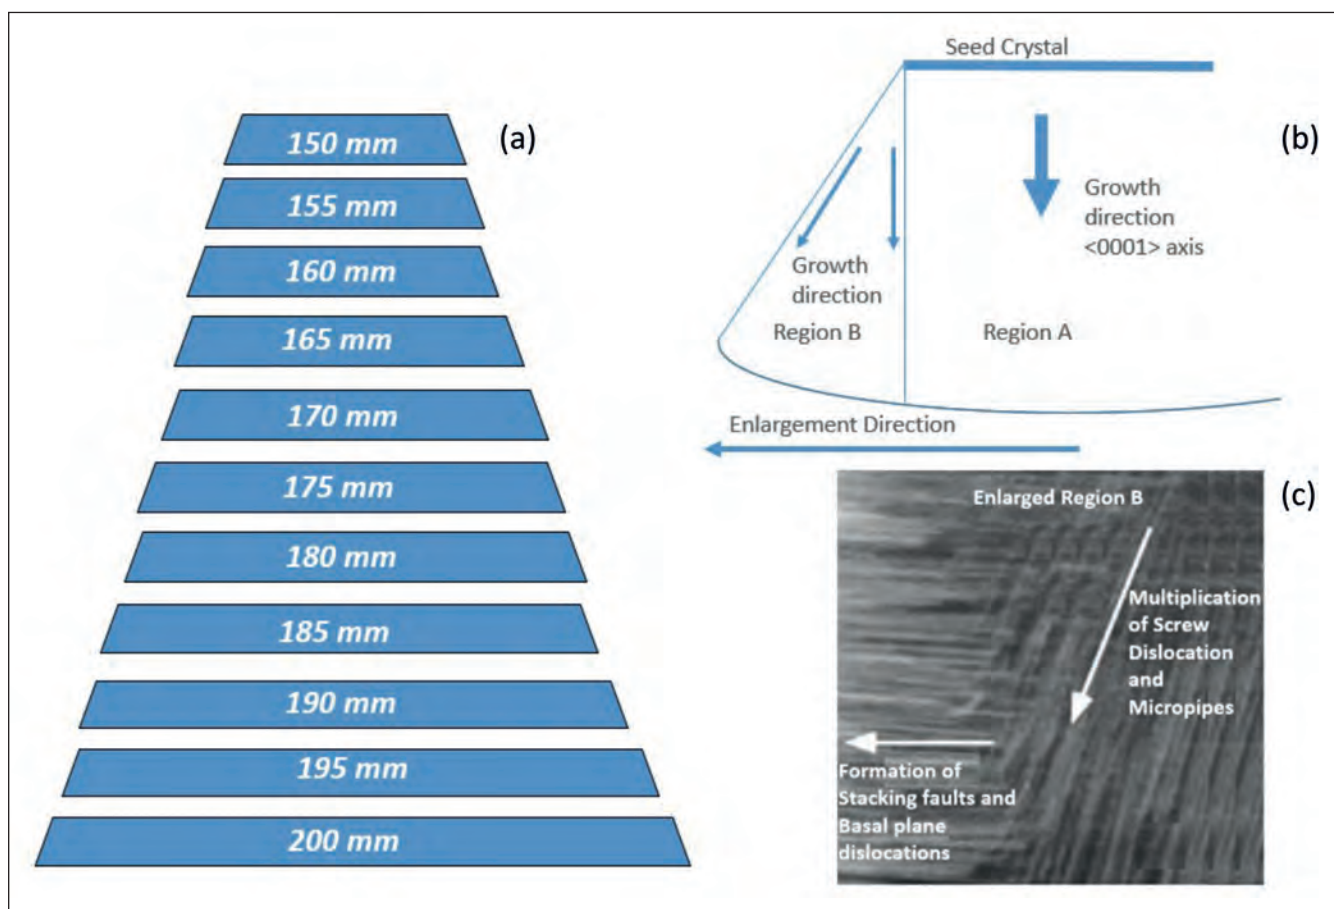 (a)
150 mm
155 mm
160 mm
165 mm
170 mm
175 mm
180 mm
185 mm
190 mm
195 mm
200 mm
(b)
Seed Crystal
Growth
direction
<0001> axis
Growth
direction
Region B
Region A
Enlargement Direction
(c)
Enlarged Region B
Multiplication
of Screw
Dislocation
and
Micropipes
Formation of
Stacking faults and
Basal plane
dislocations